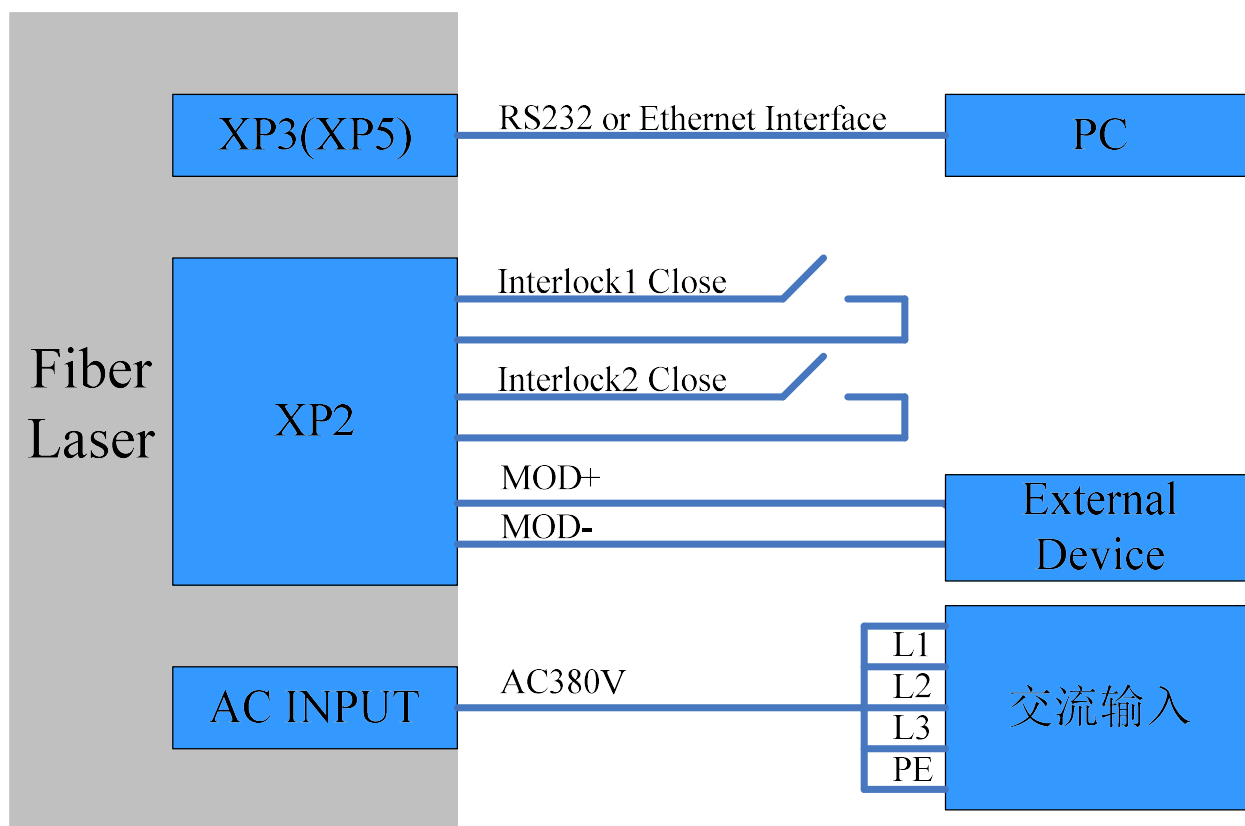 XP3(XP5)
RS232 or Ethernet Interface
PC
Interlock1 Close
Fiber
Laser
XP2
Interlock2 Close
MOD+
MOD-
External
Device
AC INPUT
AC380V
L1
L2
L3
PE
交流输入